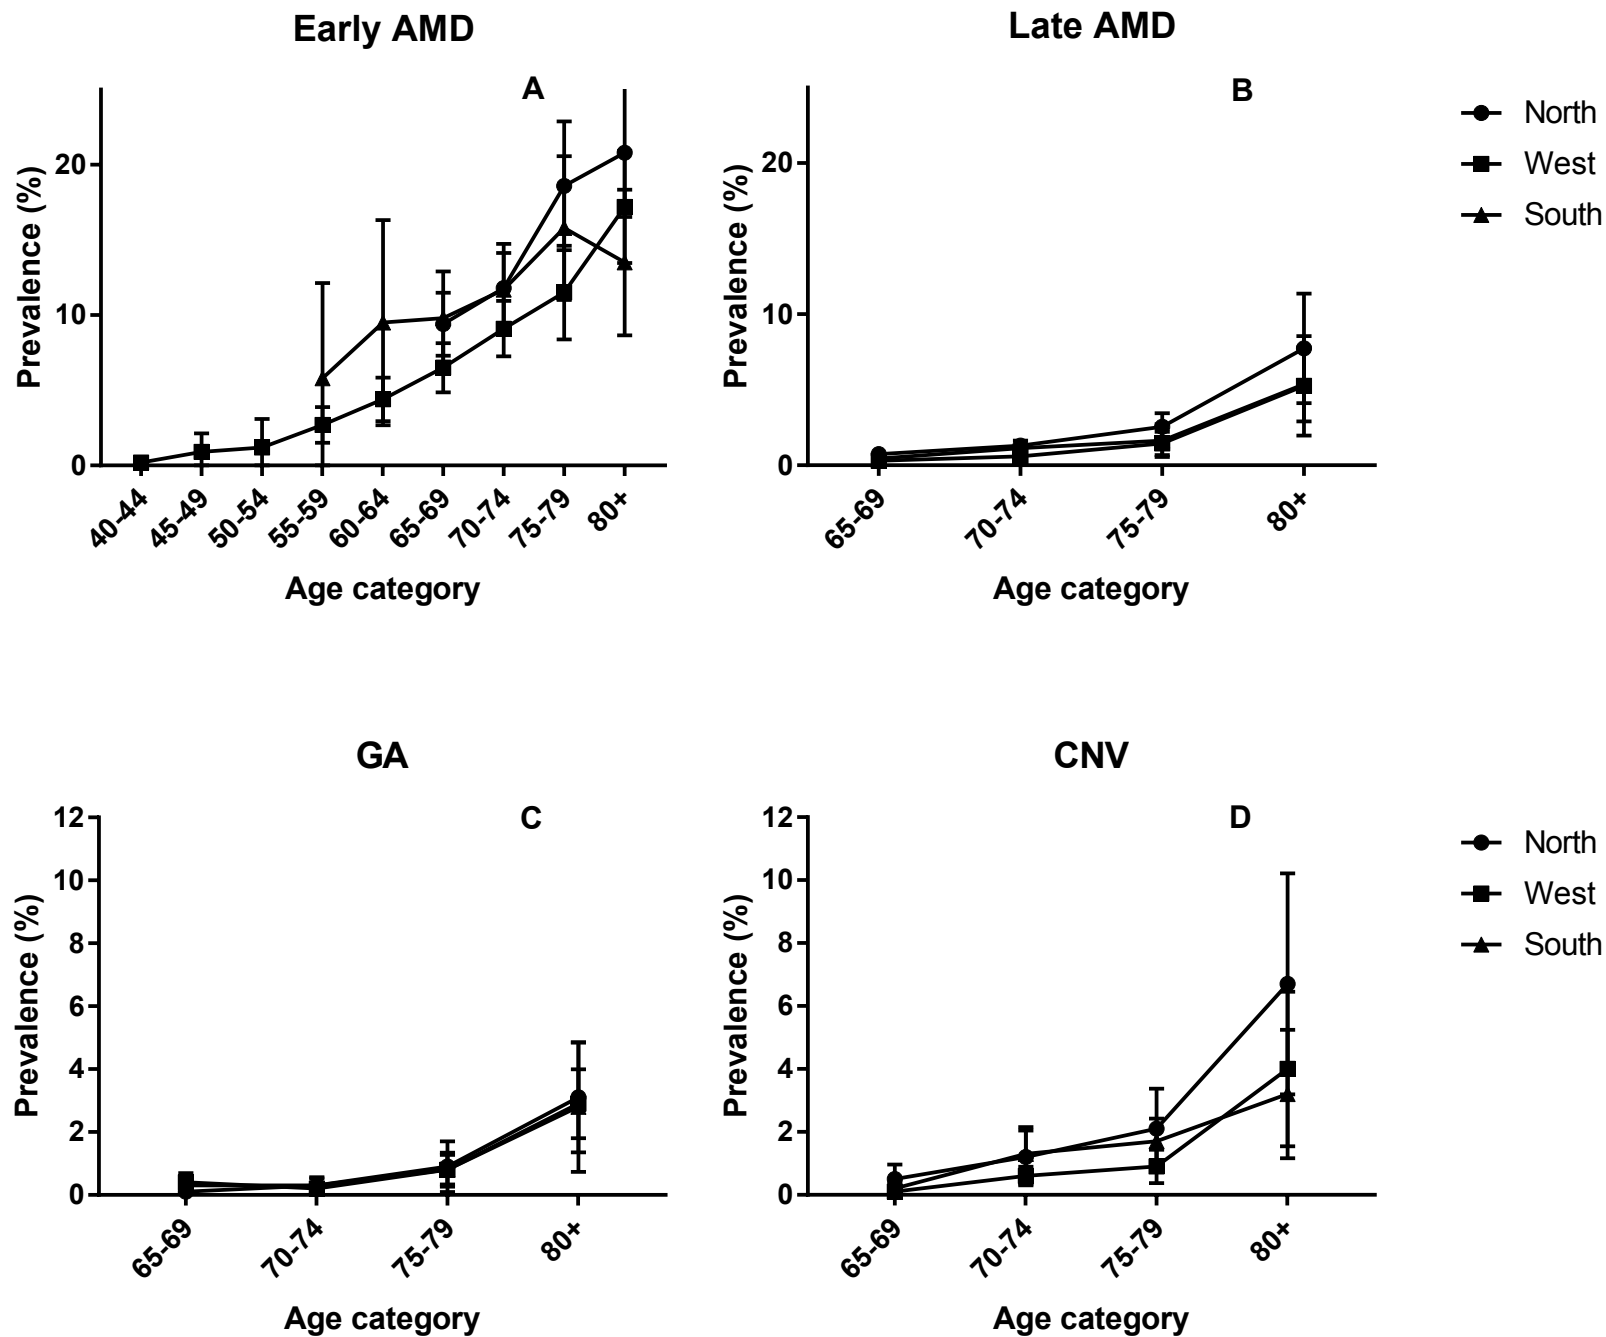 Early AMD
A
Prevalence (%)
20
10
0
40-44
45-49
50-54
55-59
60-64
65-69
70-74
75-79
80+
Age category
Late AMD
B
Prevalence (%)
20
10
0
65-69
70-74
75-79
80+
Age category
North
West
South
GA
C
Prevalence (%)
12
10
8
6
4
2
0
65-69
70-74
75-79
80+
Age category
CNV
D
Prevalence (%)
12
10
8
6
4
2
0
65-69
70-74
75-79
80+
Age category
North
West
South